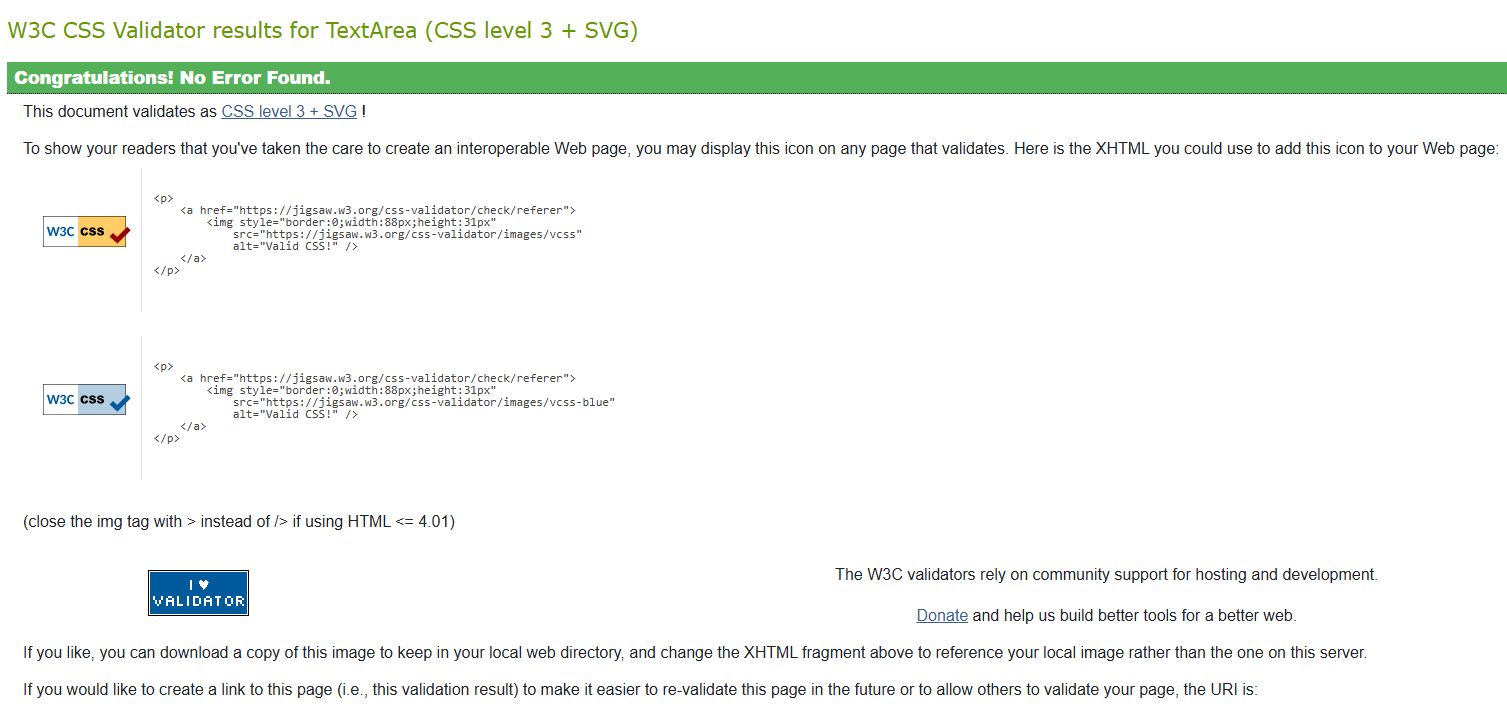 W3C CSS Validator results for TextArea (CSS level 3 + SVG)
Congratulations! No Error Found.
This document validates as CSS level 3 + SVG !
To show your readers that you've taken the care to create an interoperable Web page, you may display this icon on any page that validates. Here is the XHTML you could use to add this icon to your Web page:
W3C CSS
<p>
    <a href="https://jigsaw.w3.org/css-validator/check/referer">
        <img style="border:0;width:88px;height:31px"
            src="https://jigsaw.w3.org/css-validator/images/vcss"
            alt="Valid CSS!" />
    </a>
</p>
W3C CSS
<p>
    <a href="https://jigsaw.w3.org/css-validator/check/referer">
        <img style="border:0;width:88px;height:31px"
            src="https://jigsaw.w3.org/css-validator/images/vcss-blue"
            alt="Valid CSS!" />
    </a>
</p>
(close the img tag with > instead of /> if using HTML <= 4.01)
I ♥
VALIDATOR
The W3C validators rely on community support for hosting and development.
Donate and help us build better tools for a better web.
If you like, you can download a copy of this image to keep in your local web directory, and change the XHTML fragment above to reference your local image rather than the one on this server.
If you would like to create a link to this page (i.e., this validation result) to make it easier to re-validate this page in the future or to allow others to validate your page, the URI is: